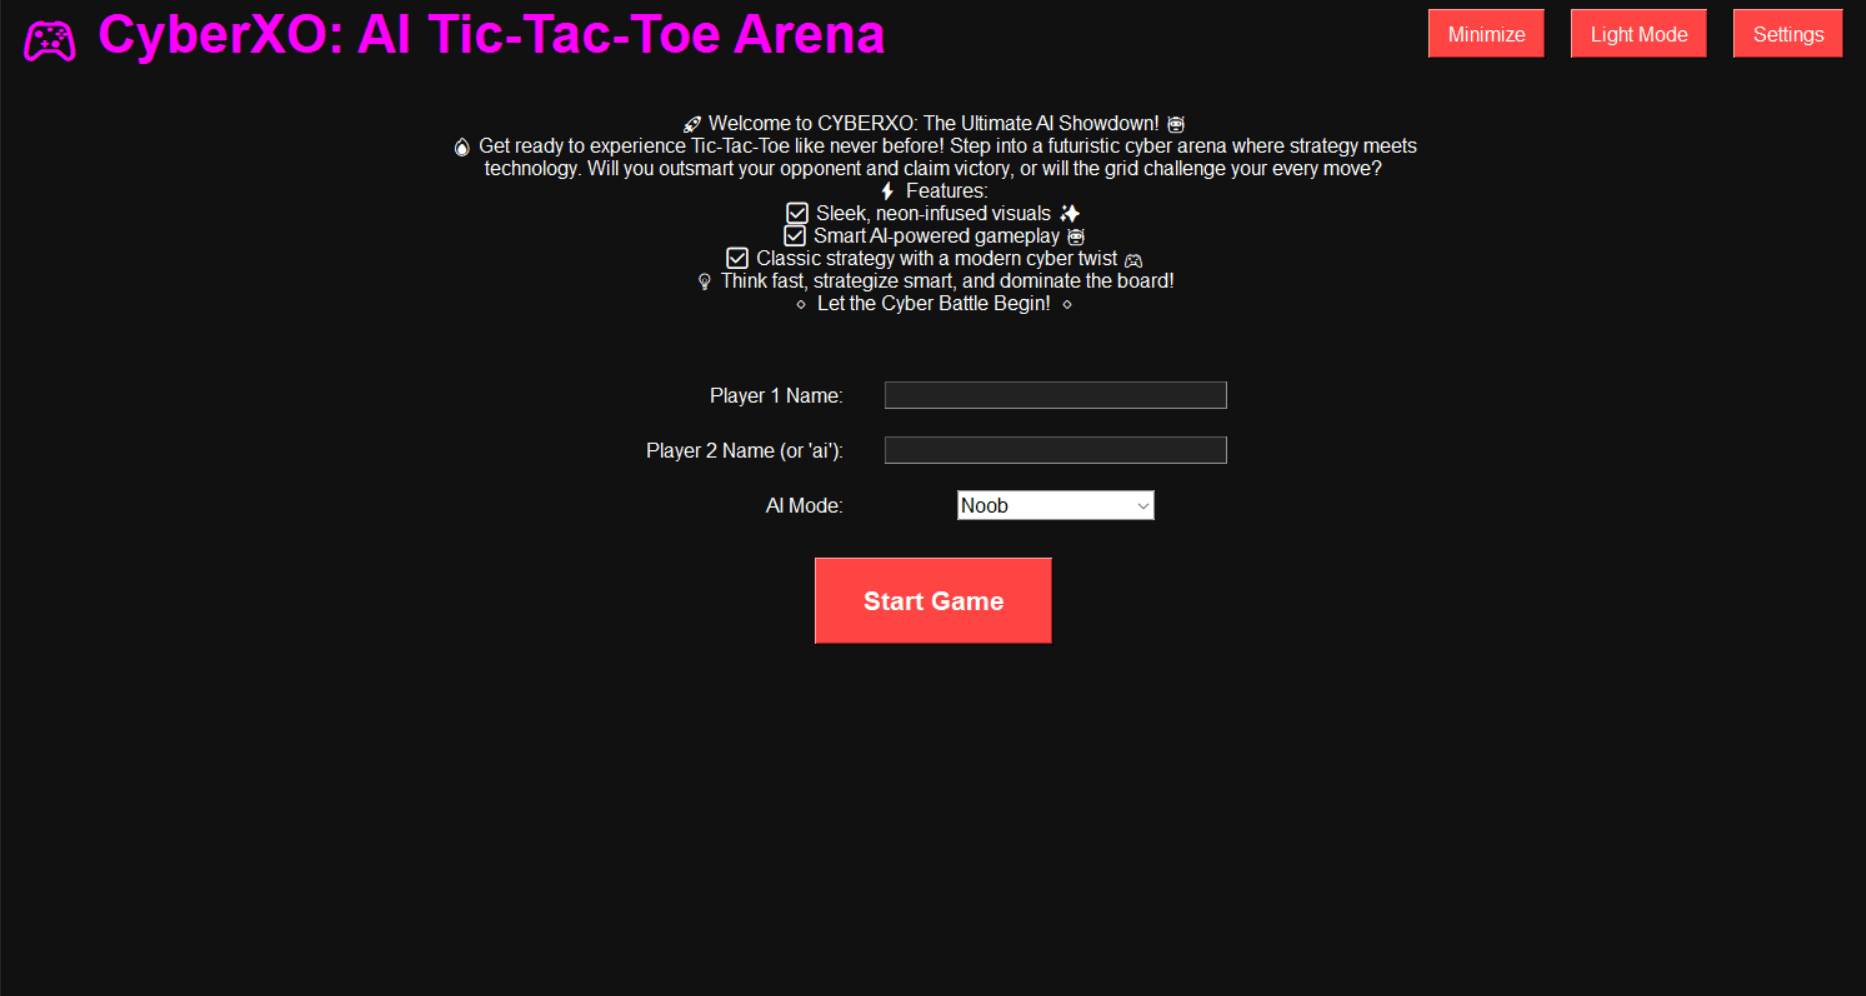 🎮 CyberXO: AI Tic-Tac-Toe Arena
Minimize
Light Mode
Settings
🚀 Welcome to CYBERXO: The Ultimate AI Showdown! 🤖
🔥 Get ready to experience Tic-Tac-Toe like never before! Step into a futuristic cyber arena where strategy meets
technology. Will you outsmart your opponent and claim victory, or will the grid challenge your every move?
⚡ Features:
☑ Sleek, neon-infused visuals ✨
☑ Smart AI-powered gameplay 🤖
☑ Classic strategy with a modern cyber twist 🎮
💡 Think fast, strategize smart, and dominate the board!
🔹 Let the Cyber Battle Begin! 🔹
Player 1 Name:
Player 2 Name (or 'ai'):
AI Mode:
Noob
Start Game